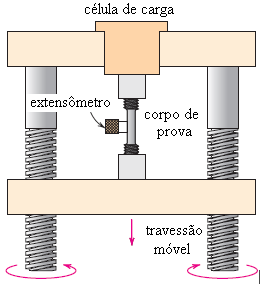 célula de carga
extensômetro
corpo de
prova
travessão
móvel